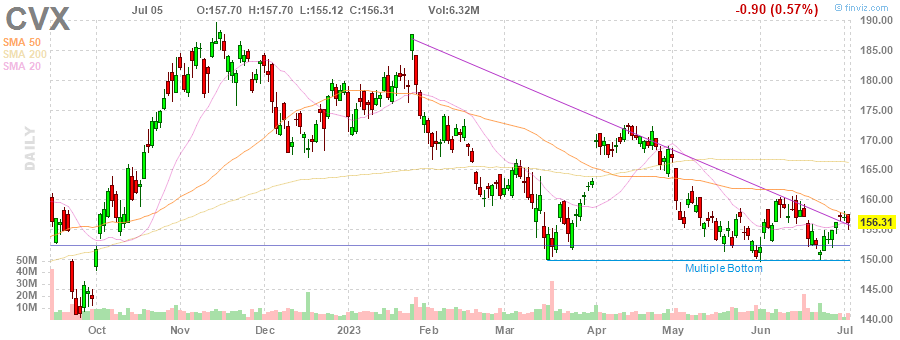 CVX Jul 05 O:157.70 H:157.70 L:155.12 C:156.31 Vol:6.32M -0.90 (0.57%) © finviz.com
SMA 50
SMA 200
SMA 20
DAILY
190.00
185.00
180.00
175.00
170.00
165.00
160.00
156.31
155.00
150.00
145.00
140.00
50M
40M
30M
20M
10M
Multiple Bottom
Oct Nov Dec 2023 Feb Mar Apr May Jun Jul